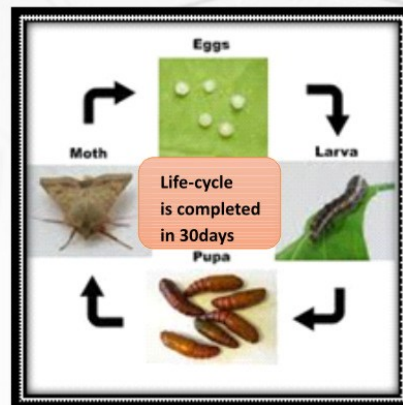 Eggs
Moth
Larva
Life-cycle
is completed
in 30days
Pupa